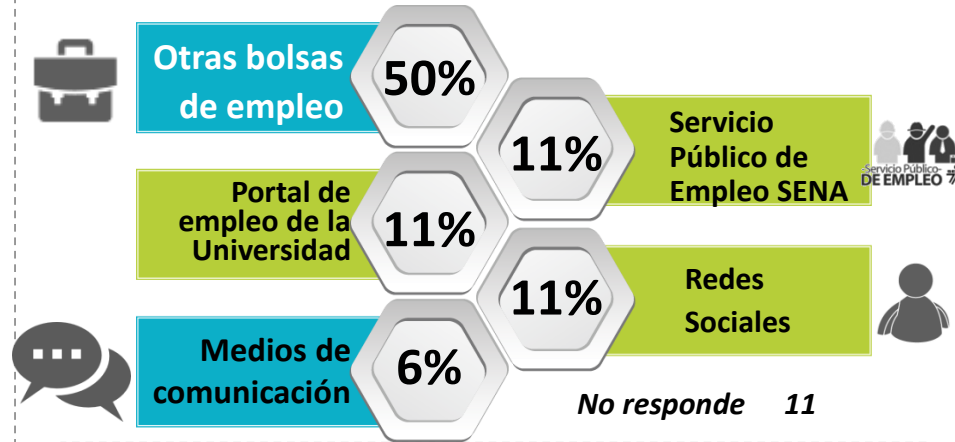 Otras bolsas
de empleo
50%
11%
Servicio
Público de
Empleo SENA
Servicio Público
DE EMPLEO
Portal de
empleo de la
Universidad
11%
11%
Redes
Sociales
Medios de
comunicación
6%
No responde 11